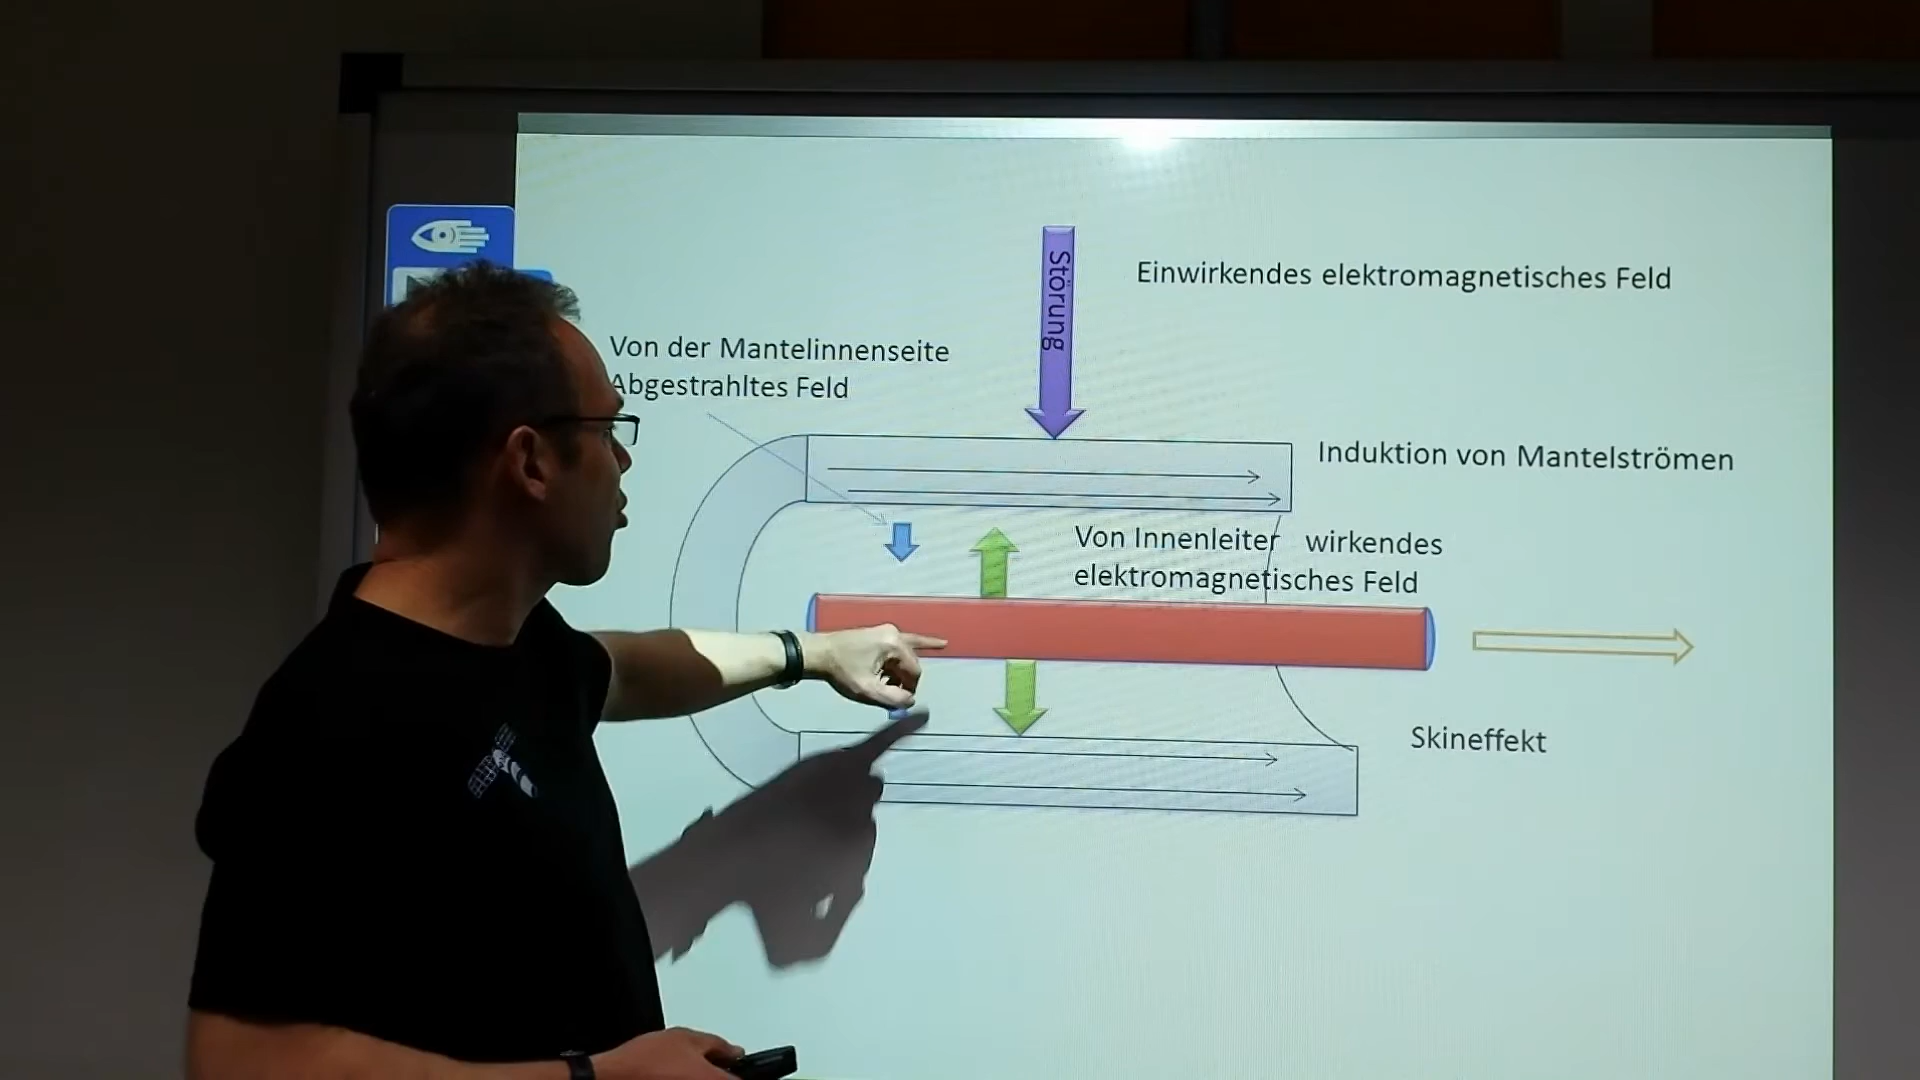 Störung
Einwirkendes elektromagnetisches Feld
Von der Mantelinnenseite
Abgestrahltes Feld
Induktion von Mantelströmen
Von Innenleiter wirkendes
elektromagnetisches Feld
Skineffekt